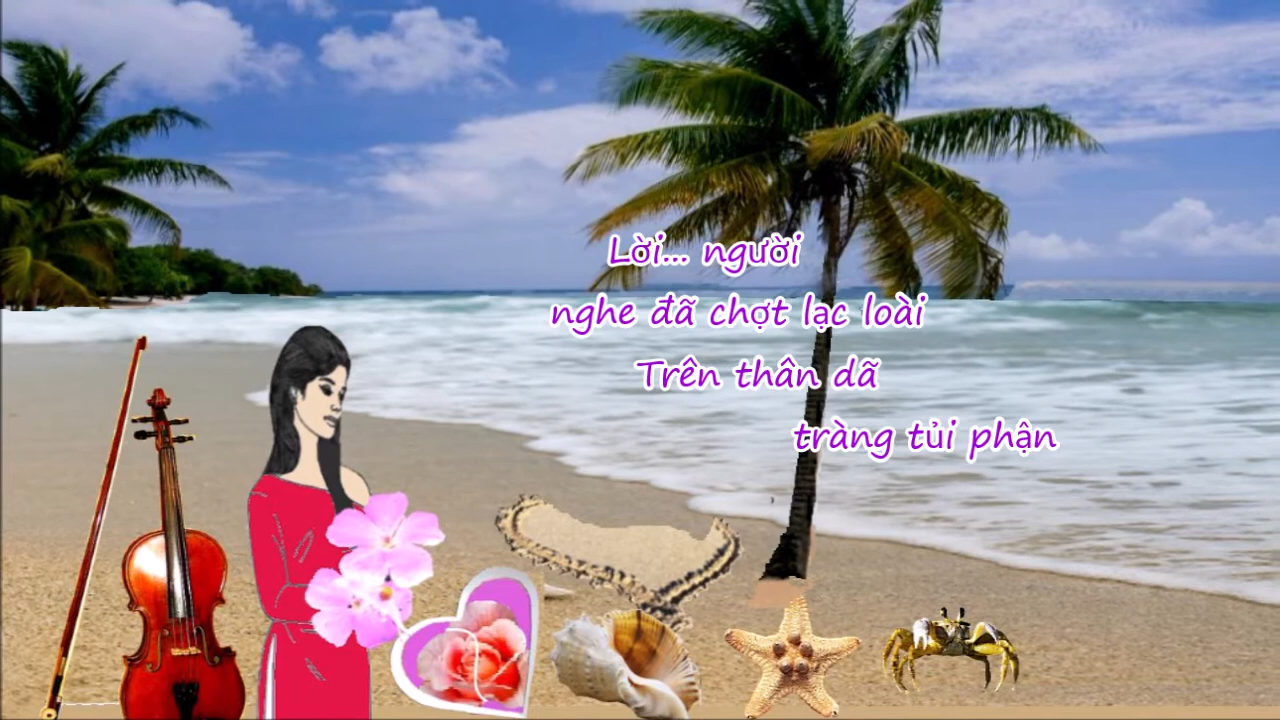 Lời... người
nghe đã chợt lạc loài
Trên thân dã
tràng tủi phận